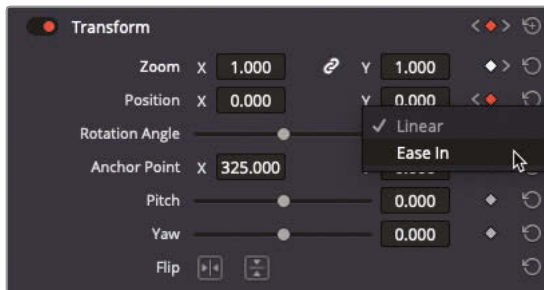 Transform
Zoom X 1.000 Y 1.000
Position X 0.000 Y 0.000
✓ Linear
Rotation Angle
Ease In
Anchor Point X 325.000
Pitch 0.000
Yaw 0.000
Flip